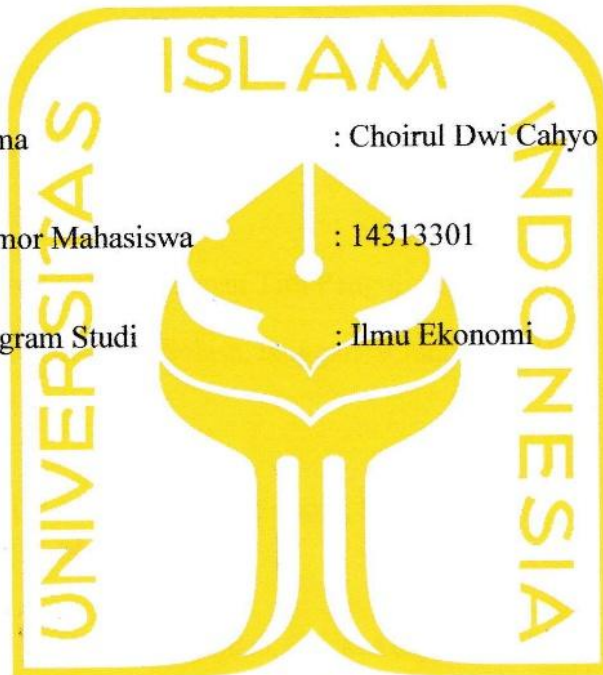 ISLAM
UNIVERSITAS
INDONESIA
ma : Choirul Dwi Cahyo
mor Mahasiswa : 14313301
gram Studi : Ilmu Ekonomi